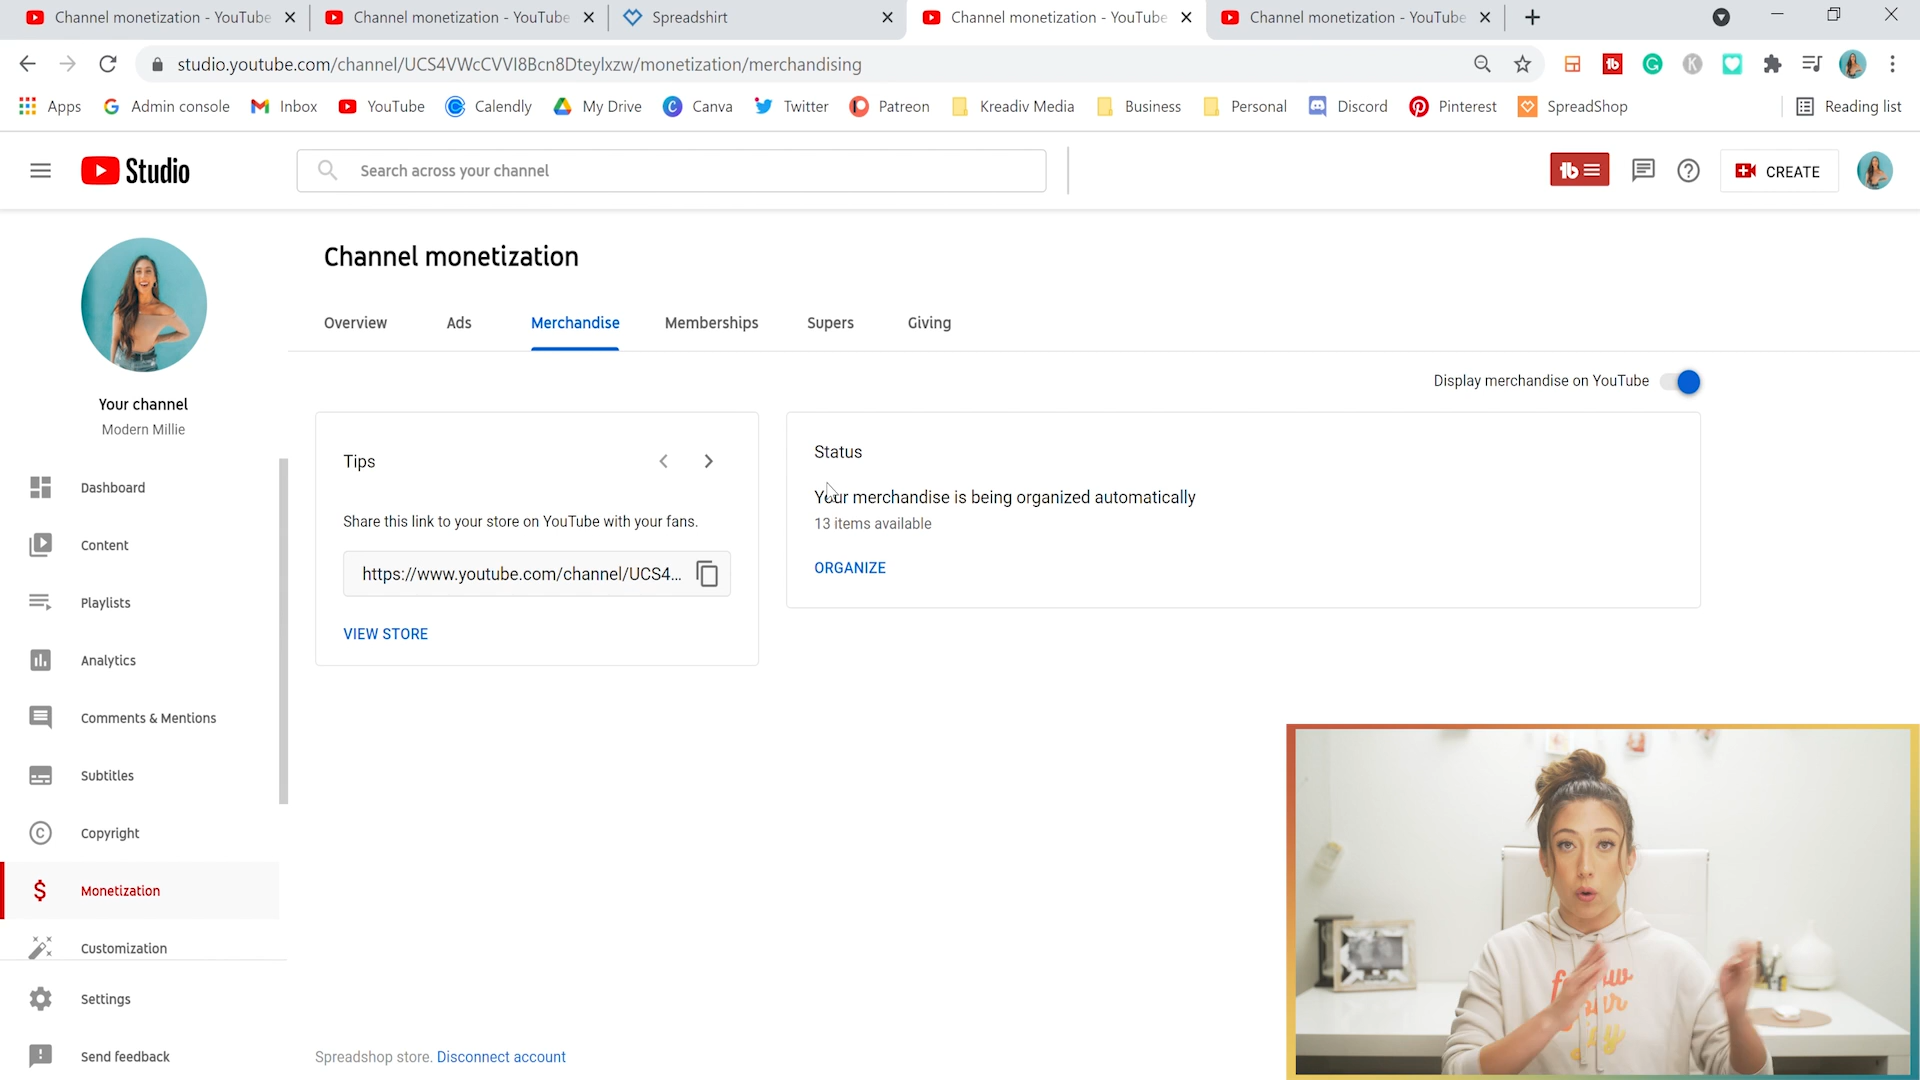 Channel monetization - YouTube
Channel monetization - YouTube
Spreadshirt
Channel monetization - YouTube
Channel monetization - YouTube
studio.youtube.com/channel/UCS4VWcCVVI8Bcn8Dteylxzw/monetization/merchandising
Apps
Admin console
Inbox
YouTube
Calendly
My Drive
Canva
Twitter
Patreon
Kreadiv Media
Business
Personal
Discord
Pinterest
SpreadShop
Reading list
Studio
Search across your channel
CREATE
Channel monetization
Overview
Ads
Merchandise
Memberships
Supers
Giving
Display merchandise on YouTube
Your channel
Modern Millie
Dashboard
Content
Playlists
Analytics
Comments & Mentions
Subtitles
Copyright
Monetization
Customization
Settings
Send feedback
Tips
Share this link to your store on YouTube with your fans.
https://www.youtube.com/channel/UCS4...
VIEW STORE
Status
Your merchandise is being organized automatically
13 items available
ORGANIZE
Spreadshop store. Disconnect account